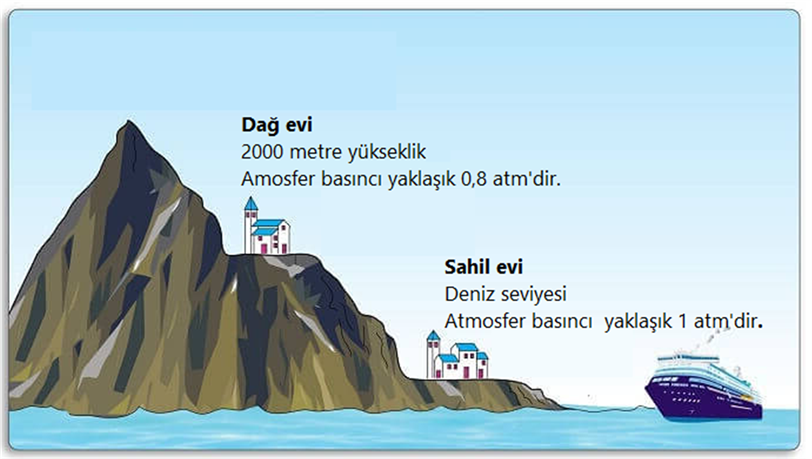 Dağ evi
2000 metre yükseklik
Amosfer basıncı yaklaşık 0,8 atm'dir.
Sahil evi
Deniz seviyesi
Atmosfer basıncı  yaklaşık 1 atm'dir.